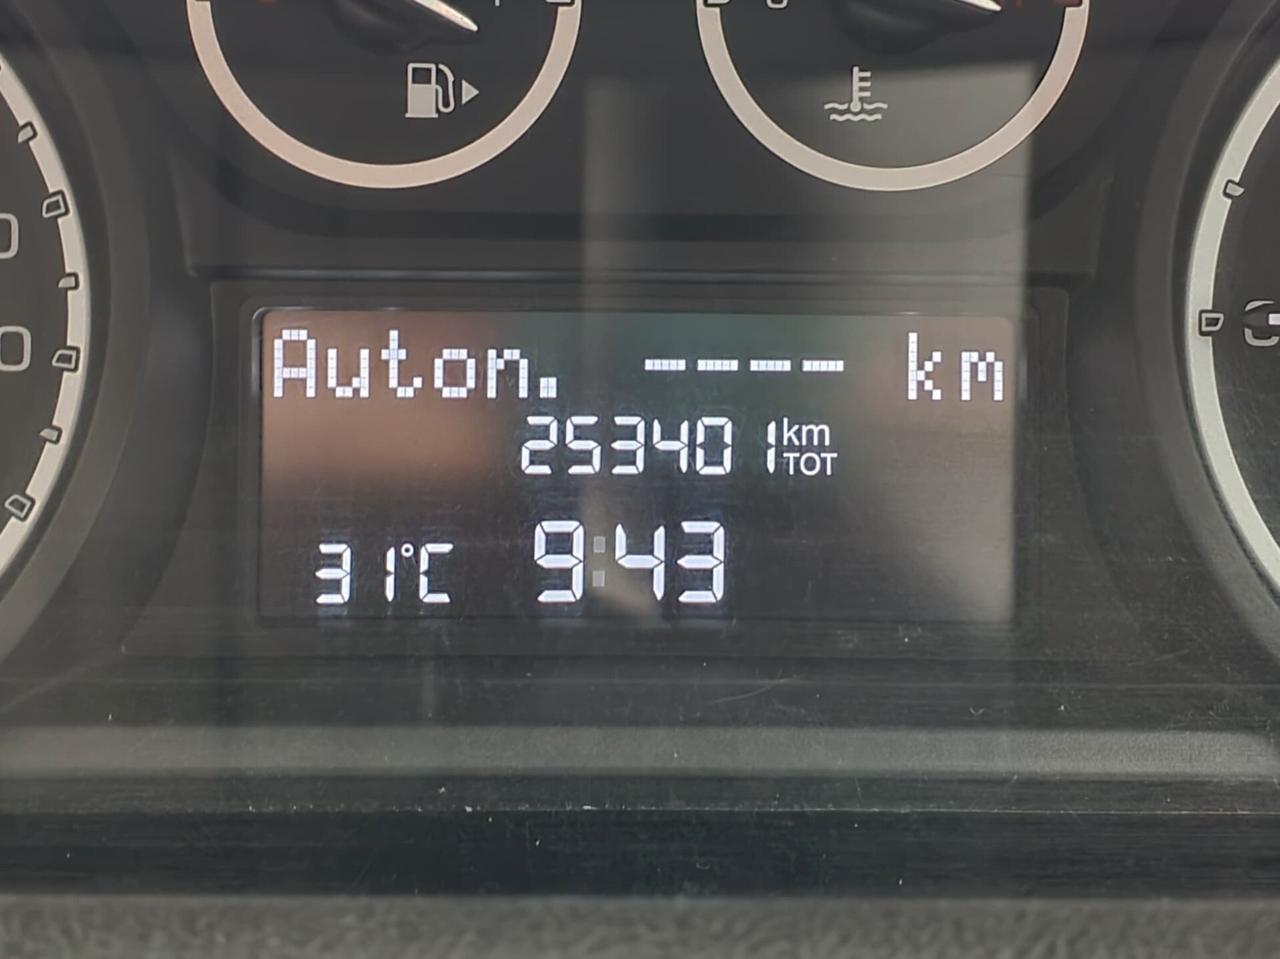 Auton. ---- km
253401 km TOT
31°C 9:43